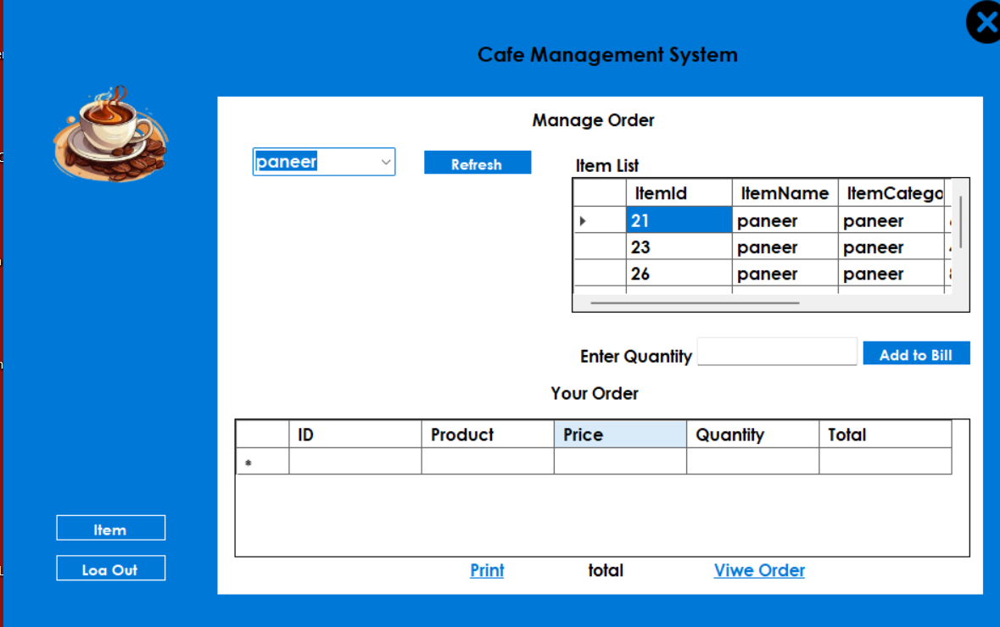 Cafe Management System
Manage Order
paneer Refresh
Item List
ItemId ItemName ItemCatego
21 paneer paneer
23 paneer paneer
26 paneer paneer
Enter Quantity Add to Bill
Your Order
ID Product Price Quantity Total
*
Item
Log Out
Print total Viwe Order